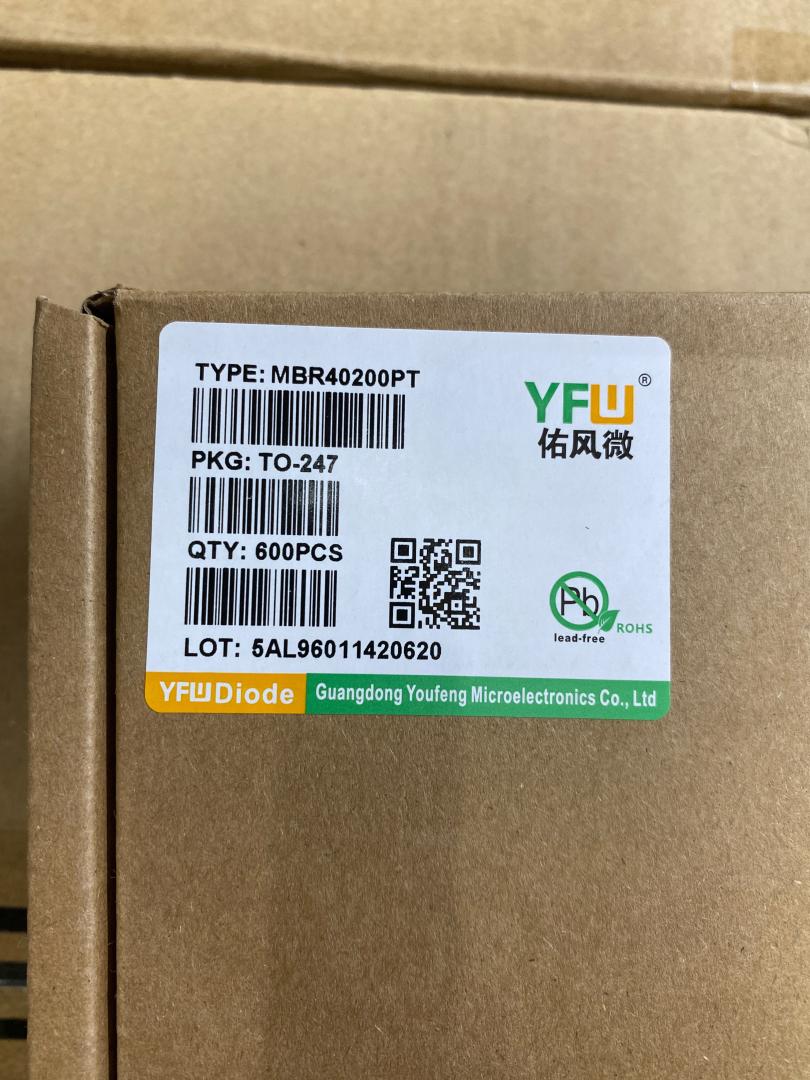 TYPE: MBR40200PT
YFW®
佑风微
PKG: TO-247
QTY: 600PCS
Pb
ROHS
lead-free
LOT: 5AL96011420620
YFWDiode
Guangdong Youfeng Microelectronics Co., Ltd